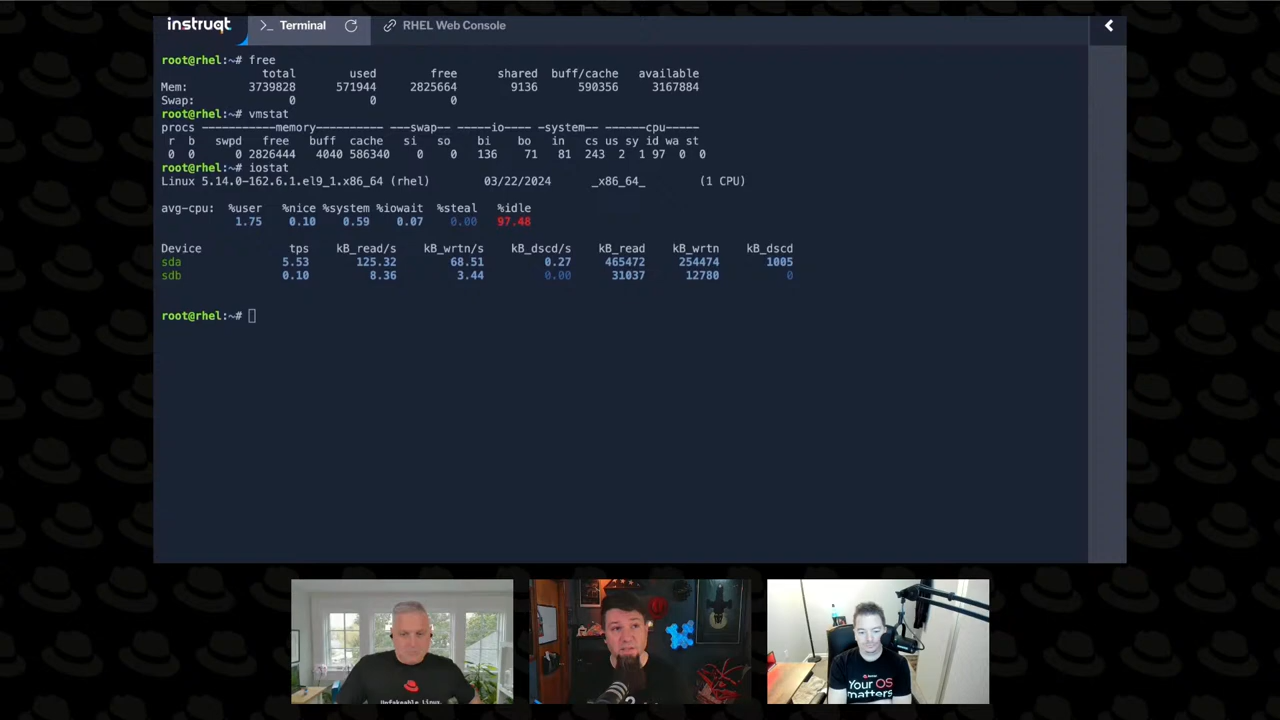 instruqt
>_ Terminal
RHEL Web Console
root@rhel:~# free
total used free shared buff/cache available
Mem: 3739828 571944 2825664 9136 590356 3167884
Swap: 0 0 0
root@rhel:~# vmstat
procs -----------memory---------- ---swap-- -----io---- -system-- ------cpu-----
r b swpd free buff cache si so bi bo in cs us sy id wa st
0 0 0 2826444 4040 586340 0 0 136 71 81 243 2 1 97 0 0
root@rhel:~# iostat
Linux 5.14.0-162.6.1.el9_1.x86_64 (rhel) 03/22/2024 _x86_64_ (1 CPU)
avg-cpu: %user %nice %system %iowait %steal %idle
1.75 0.10 0.59 0.07 0.00 97.48
Device tps kB_read/s kB_wrtn/s kB_dscd/s kB_read kB_wrtn kB_dscd
sda 5.53 125.32 68.51 0.27 465472 254474 1005
sdb 0.10 8.36 3.44 0.00 31037 12780 0
root@rhel:~#
Unfakeable Linux.
Your OS
matters